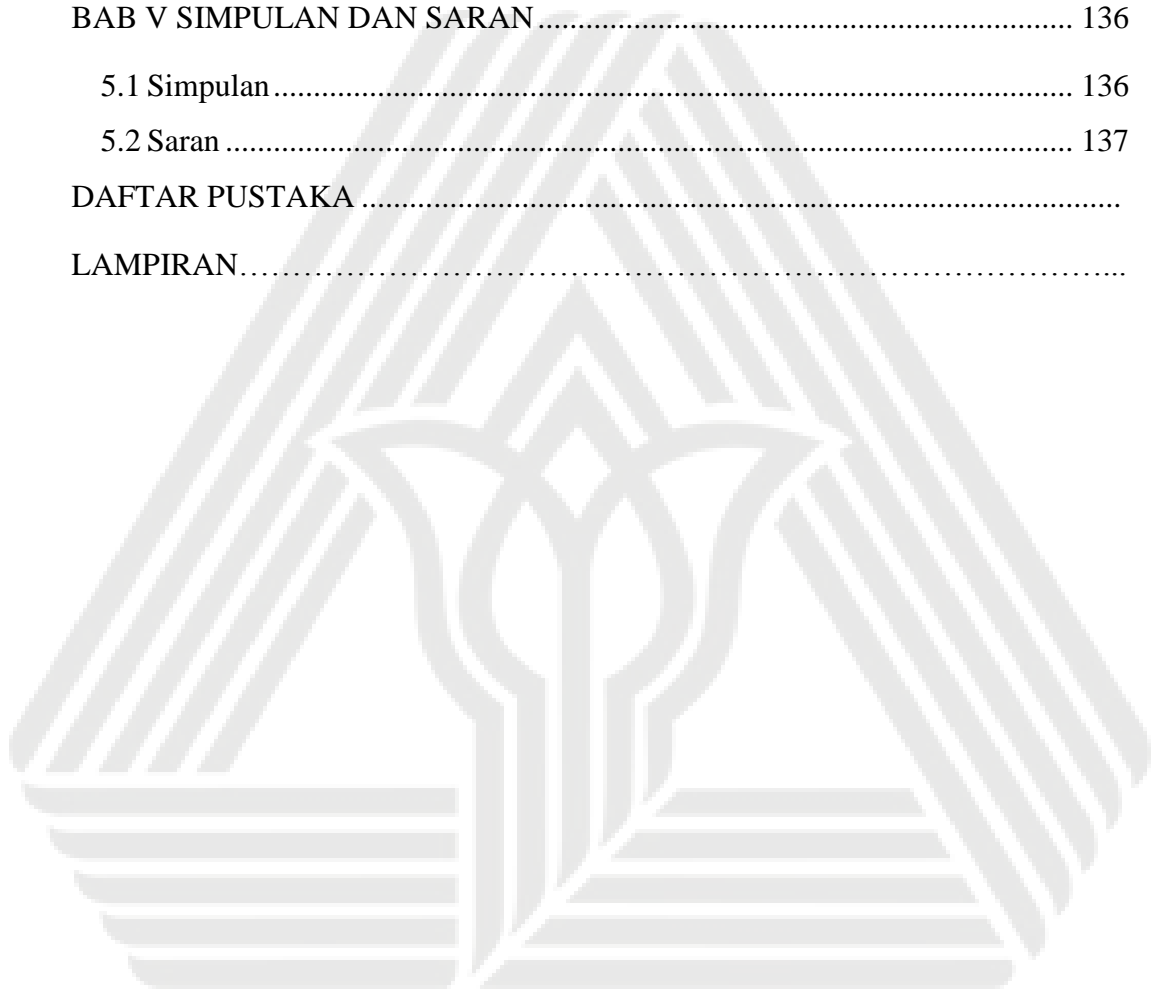 BAB V SIMPULAN DAN SARAN.................................................................... 136
5.1 Simpulan.................................................................................................... 136
5.2 Saran .......................................................................................................... 137
DAFTAR PUSTAKA ..............................................................................................
LAMPIRAN…………………………………………………………………………...